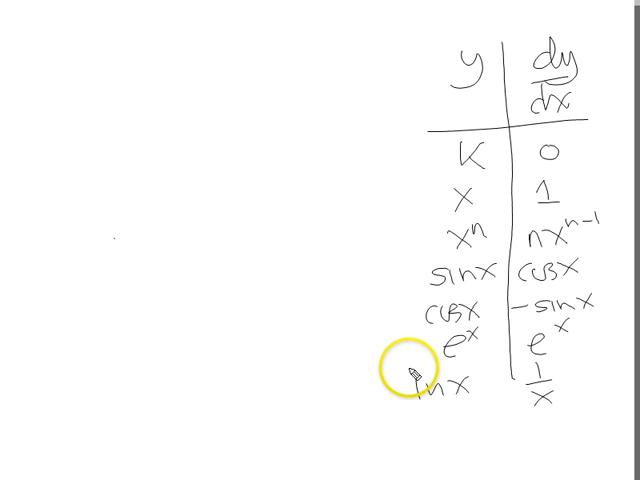 y dy/dx
K 0
x 1
xⁿ nxⁿ⁻¹
sinx cosx
cosx -sinx
eˣ eˣ
lnx 1/x